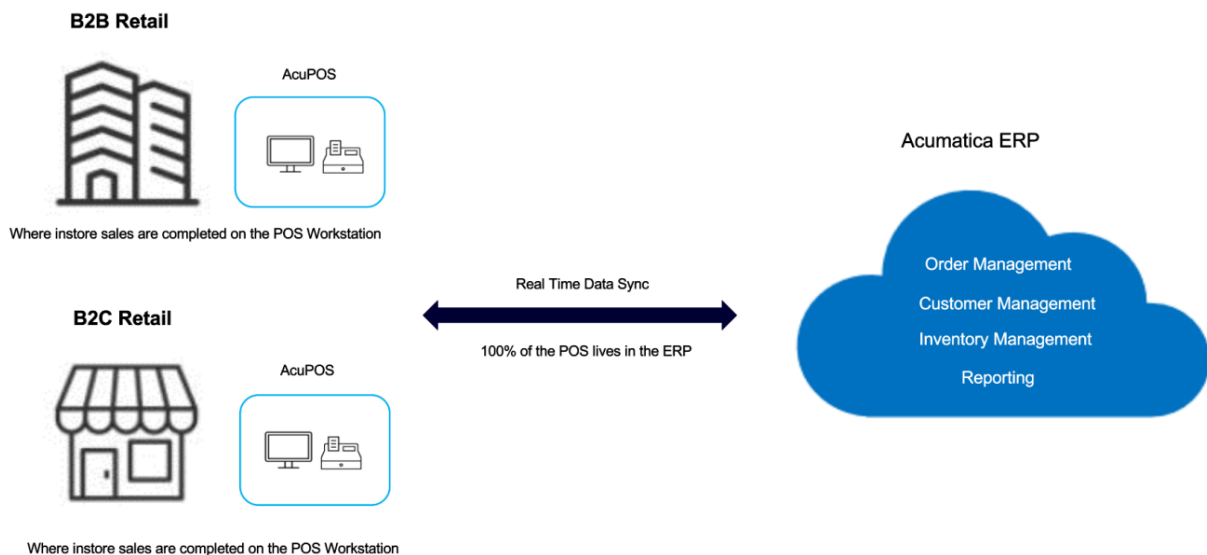 B2B Retail
AcuPOS
Where instore sales are completed on the POS Workstation
B2C Retail
AcuPOS
Where instore sales are completed on the POS Workstation
Real Time Data Sync
100% of the POS lives in the ERP
Acumatica ERP
Order Management
Customer Management
Inventory Management
Reporting